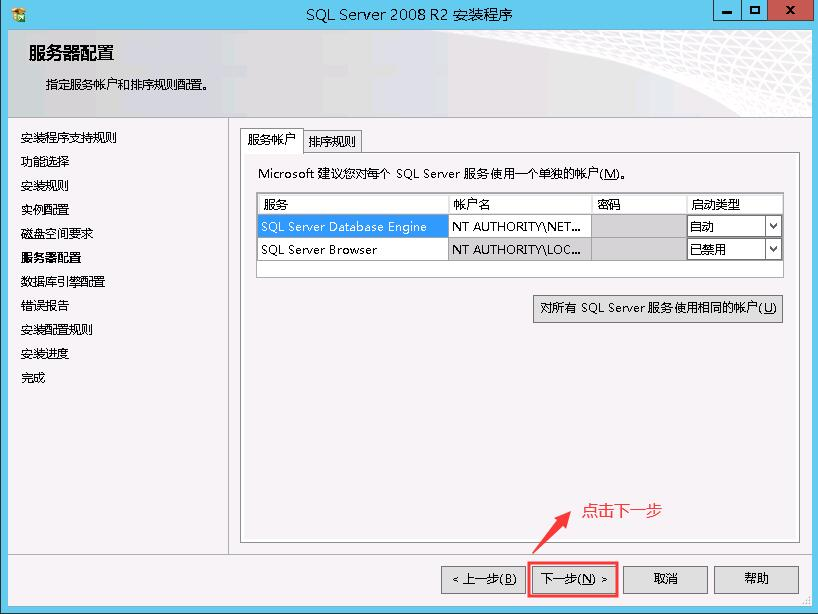 SQL Server 2008 R2 安装程序
服务器配置
指定服务帐户和排序规则配置。
安装程序支持规则
功能选择
安装规则
实例配置
磁盘空间要求
服务器配置
数据库引擎配置
错误报告
安装配置规则
安装进度
完成
服务帐户 排序规则
Microsoft 建议您对每个 SQL Server 服务使用一个单独的帐户(M)。
服务 帐户名 密码 启动类型
SQL Server Database Engine NT AUTHORITY\NET... 自动
SQL Server Browser NT AUTHORITY\LOC... 已禁用
对所有 SQL Server 服务使用相同的帐户(U)
点击下一步
< 上一步(B) 下一步(N) > 取消 帮助